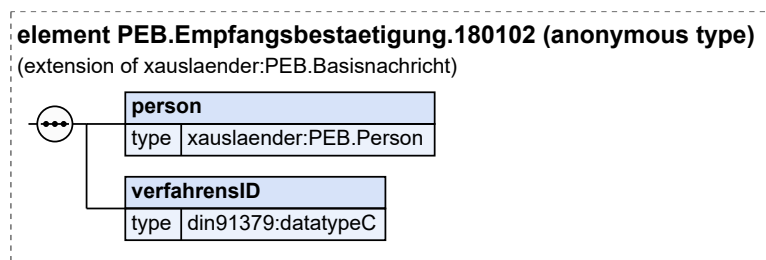 element PEB.Empfangsbestaetigung.180102 (anonymous type)
(extension of xauslaender:PEB.Basisnachricht)
person
type xauslaender:PEB.Person
verfahrensID
type din91379:datatypeC